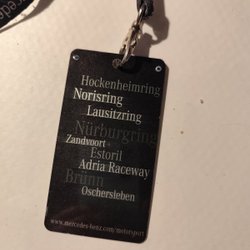 Hockenheimring
Norisring
Lausitzring
Nürburgring
Zandvoort
Estoril
Adria Raceway
Brünn
Oschersleben
www.mercedes-benz.com/motorsport